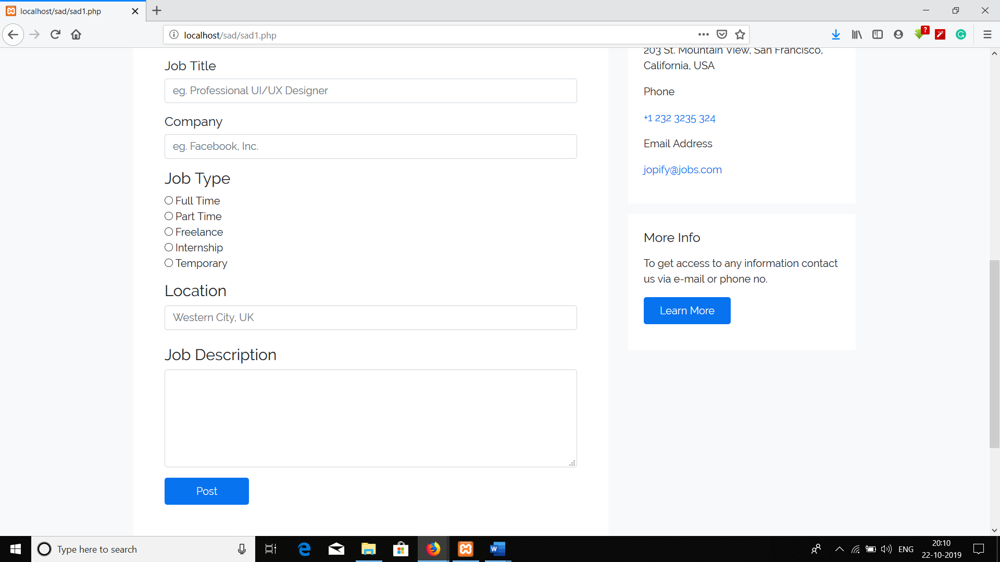 localhost/sad/sad1.php
localhost/sad/sad1.php
Job Title
eg. Professional UI/UX Designer
Company
eg. Facebook, Inc.
Job Type
Full Time
Part Time
Freelance
Internship
Temporary
Location
Western City, UK
Job Description
Post
203 St. Mountain View, San Francisco,
California, USA
Phone
+1 232 3235 324
Email Address
jopify@jobs.com
More Info
To get access to any information contact
us via e-mail or phone no.
Learn More
Type here to search
ENG
20:10
22-10-2019